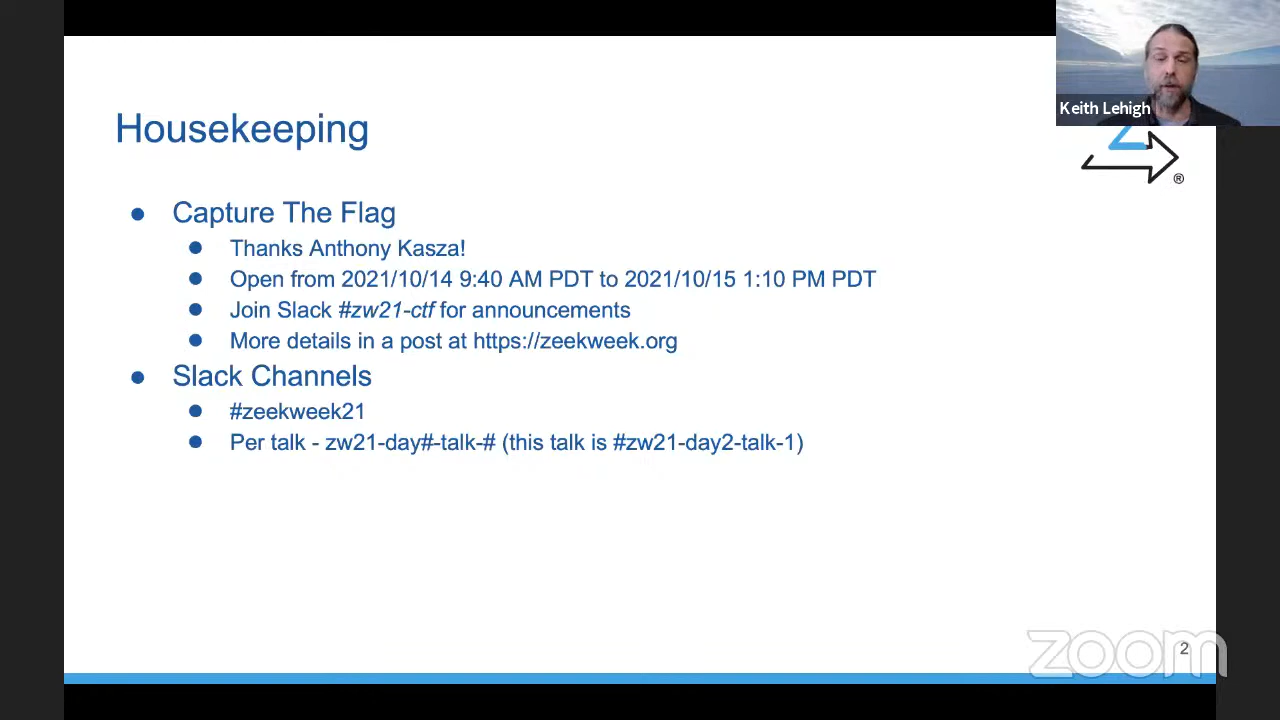 Keith Lehigh
Housekeeping
®
Capture The Flag
Thanks Anthony Kasza!
Open from 2021/10/14 9:40 AM PDT to 2021/10/15 1:10 PM PDT
Join Slack #zw21-ctf for announcements
More details in a post at https://zeekweek.org
Slack Channels
#zeekweek21
Per talk - zw21-day#-talk-# (this talk is #zw21-day2-talk-1)
zoom
2